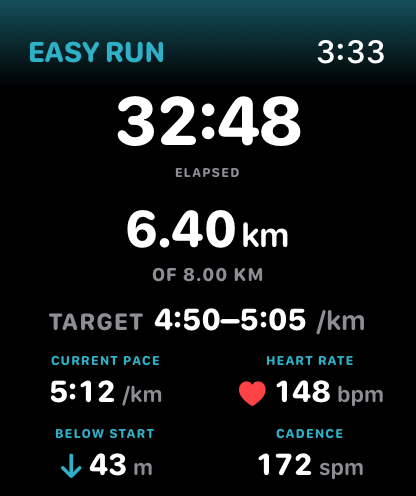 EASY RUN 3:33
32:48
ELAPSED
6.40 km
OF 8.00 KM
TARGET 4:50–5:05 /km
CURRENT PACE HEART RATE
5:12 /km 148 bpm
BELOW START CADENCE
43 m 172 spm